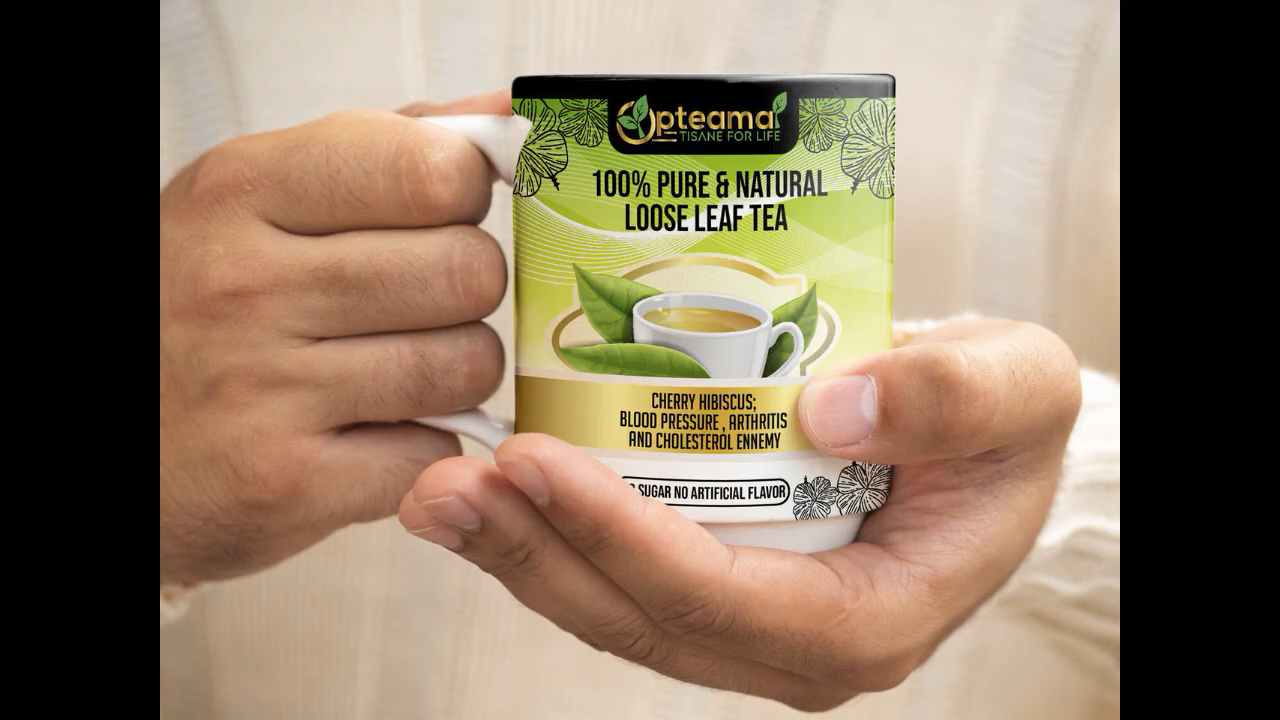 Opteama
TISANE FOR LIFE
100% PURE & NATURAL
LOOSE LEAF TEA
CHERRY HIBISCUS;
BLOOD PRESSURE , ARTHRITIS
AND CHOLESTEROL ENNEMY
SUGAR NO ARTIFICIAL FLAVOR